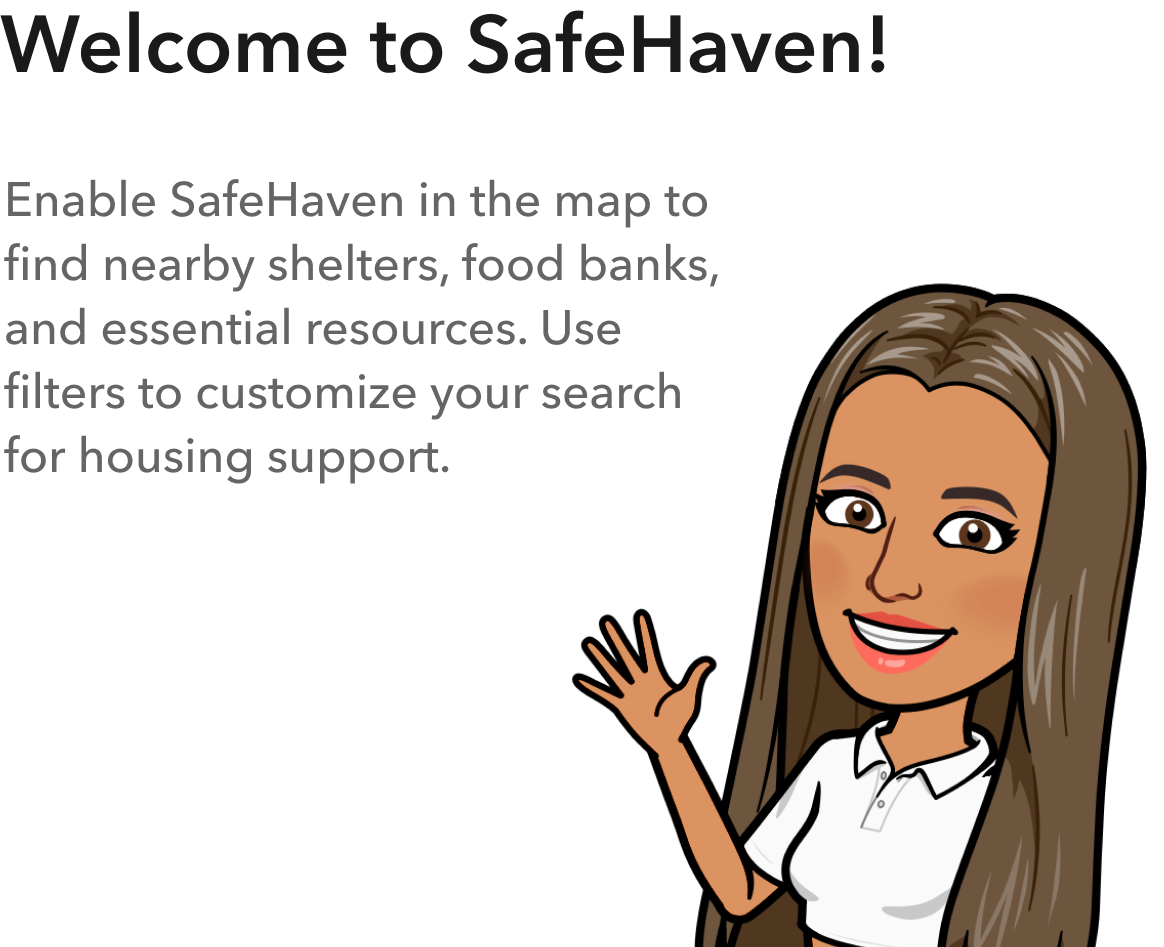 Welcome to SafeHaven!
Enable SafeHaven in the map to
find nearby shelters, food banks,
and essential resources. Use
filters to customize your search
for housing support.